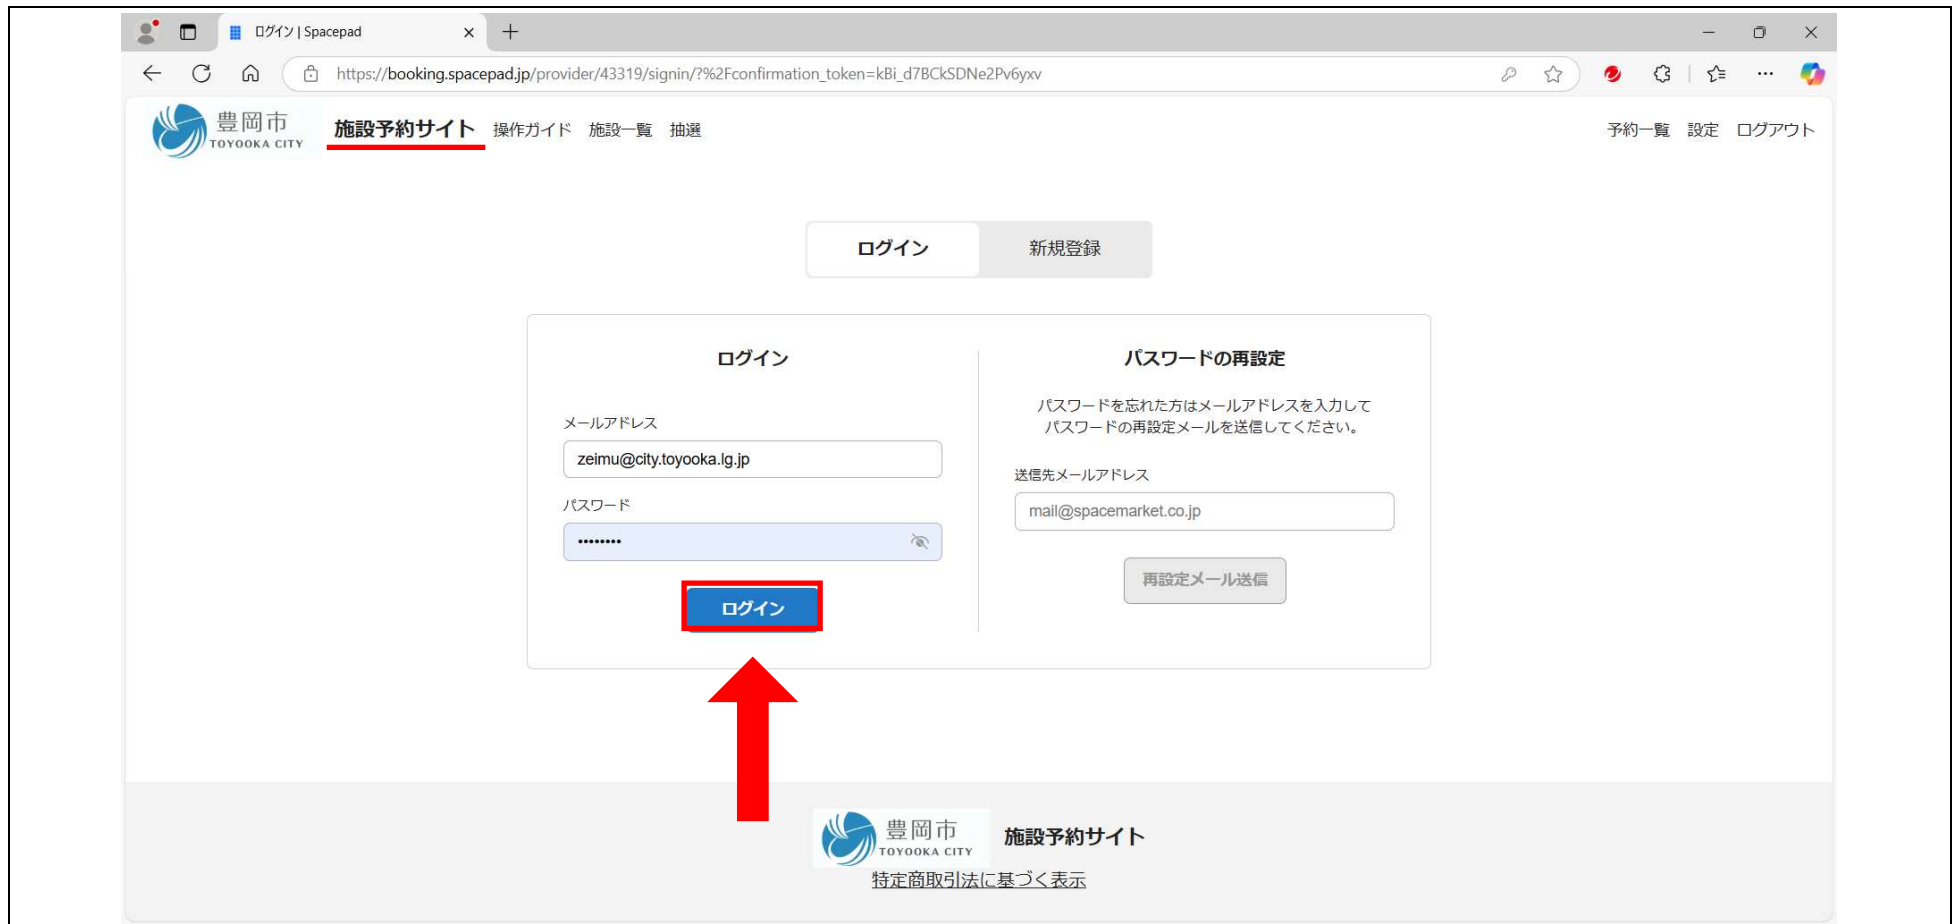 ログイン | Spacepad
https://booking.spacepad.jp/provider/43319/signin/?%2Fconfirmation_token=kBi_d7BCkSDNe2Pv6yxv
豊岡市
TOYOOKA CITY
施設予約サイト 操作ガイド 施設一覧 抽選
予約一覧 設定 ログアウト
ログイン 新規登録
ログイン
メールアドレス
zeimu@city.toyooka.lg.jp
パスワード
••••••••
ログイン
パスワードの再設定
パスワードを忘れた方はメールアドレスを入力して
パスワードの再設定メールを送信してください。
送信先メールアドレス
mail@spacemarket.co.jp
再設定メール送信
豊岡市
TOYOOKA CITY
施設予約サイト
特定商取引法に基づく表示